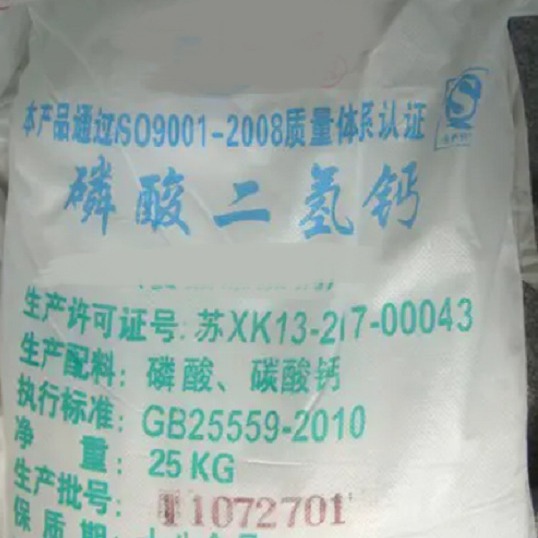 本产品通过ISO9001-2008质量体系认证
磷酸二氢钙
生产许可证号: 苏XK13-217-00043
生产配料: 磷酸、碳酸钙
执行标准: GB25559-2010
净 重: 25KG
生产批号: 11072701
保质期: